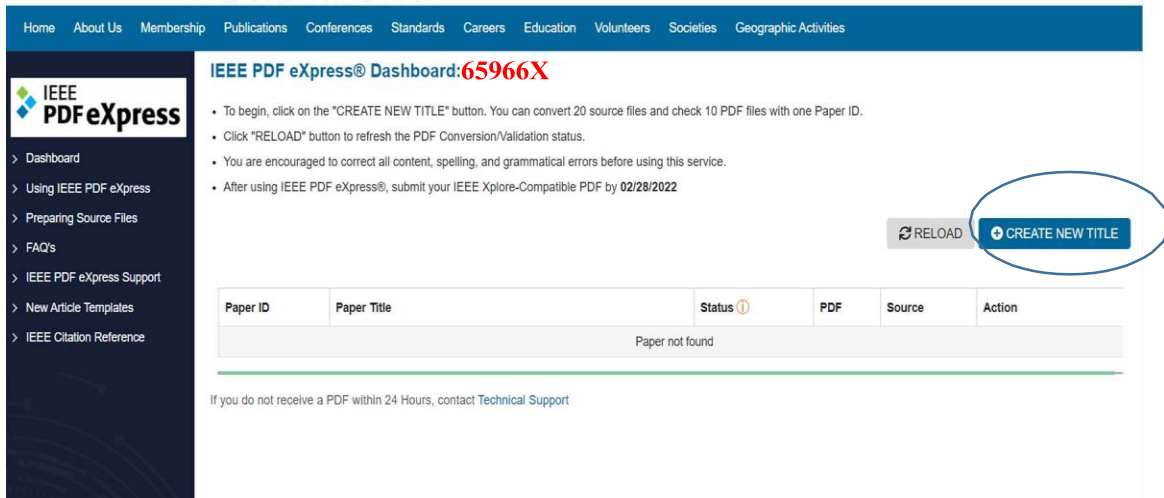 Home About Us Membership Publications Conferences Standards Careers Education Volunteers Societies Geographic Activities
IEEE
PDF eXpress
Dashboard
Using IEEE PDF eXpress
Preparing Source Files
FAQ's
IEEE PDF eXpress Support
New Article Templates
IEEE Citation Reference
IEEE PDF eXpress® Dashboard:65966X
• To begin, click on the "CREATE NEW TITLE" button. You can convert 20 source files and check 10 PDF files with one Paper ID.
• Click "RELOAD" button to refresh the PDF Conversion/Validation status.
• You are encouraged to correct all content, spelling, and grammatical errors before using this service.
• After using IEEE PDF eXpress®, submit your IEEE Xplore-Compatible PDF by 02/28/2022
RELOAD CREATE NEW TITLE
Paper ID Paper Title Status PDF Source Action
Paper not found
If you do not receive a PDF within 24 Hours, contact Technical Support